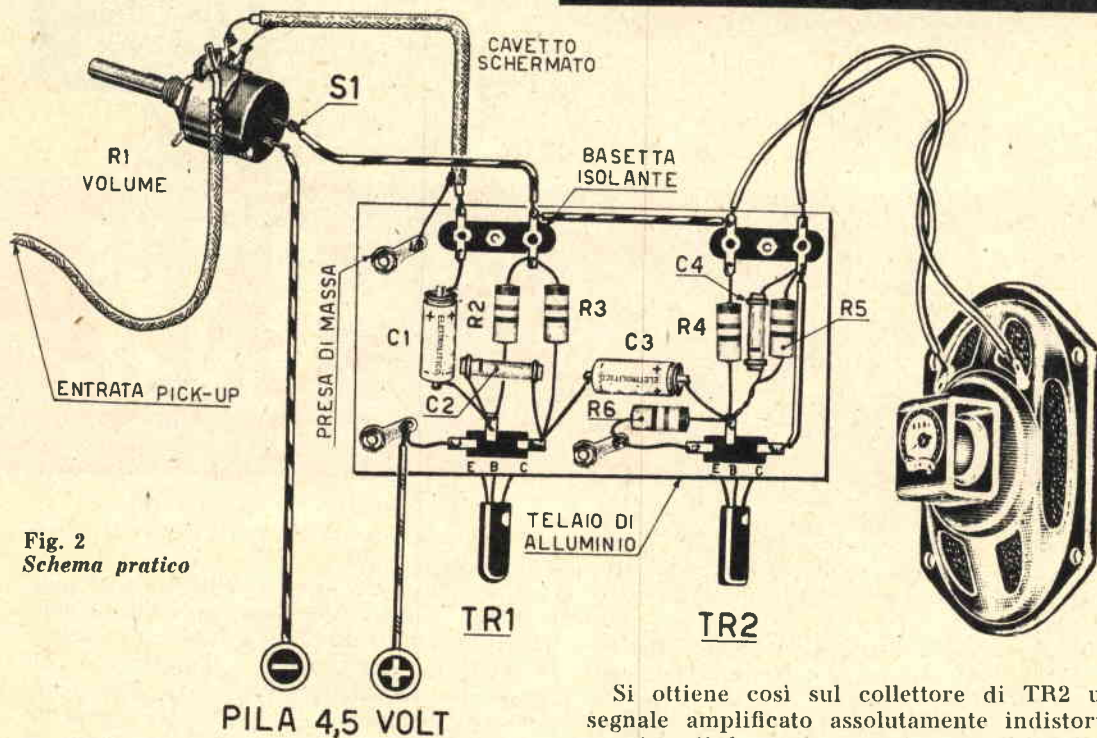 CAVETTO
SCHERMATO
S1
R1
VOLUME
BASETTA
ISOLANTE
PRESA DI MASSA
C1
ELETTROLITICO
R2
R3
C2
C3
ELETTROLITICO
R4
C4
R5
R6
ENTRATA PICK-UP
E B C
E B C
TELAIO DI
ALLUMINIO
Fig. 2
Schema pratico
TR1
TR2
PILA 4,5 VOLT
Si ottiene così sul collettore di TR2 u
segnale amplificato assolutamente indistor